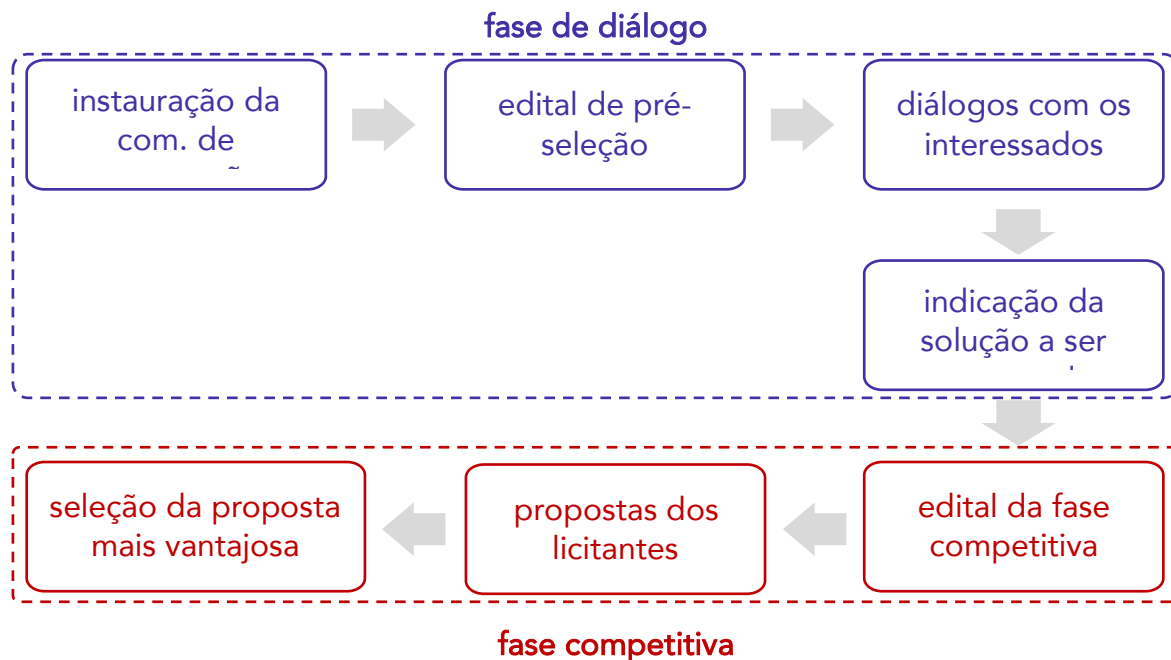 fase de diálogo
instauração da
com. de
edital de pré-
seleção
diálogos com os
interessados
indicação da
solução a ser
edital da fase
competitiva
propostas dos
licitantes
seleção da proposta
mais vantajosa
fase competitiva